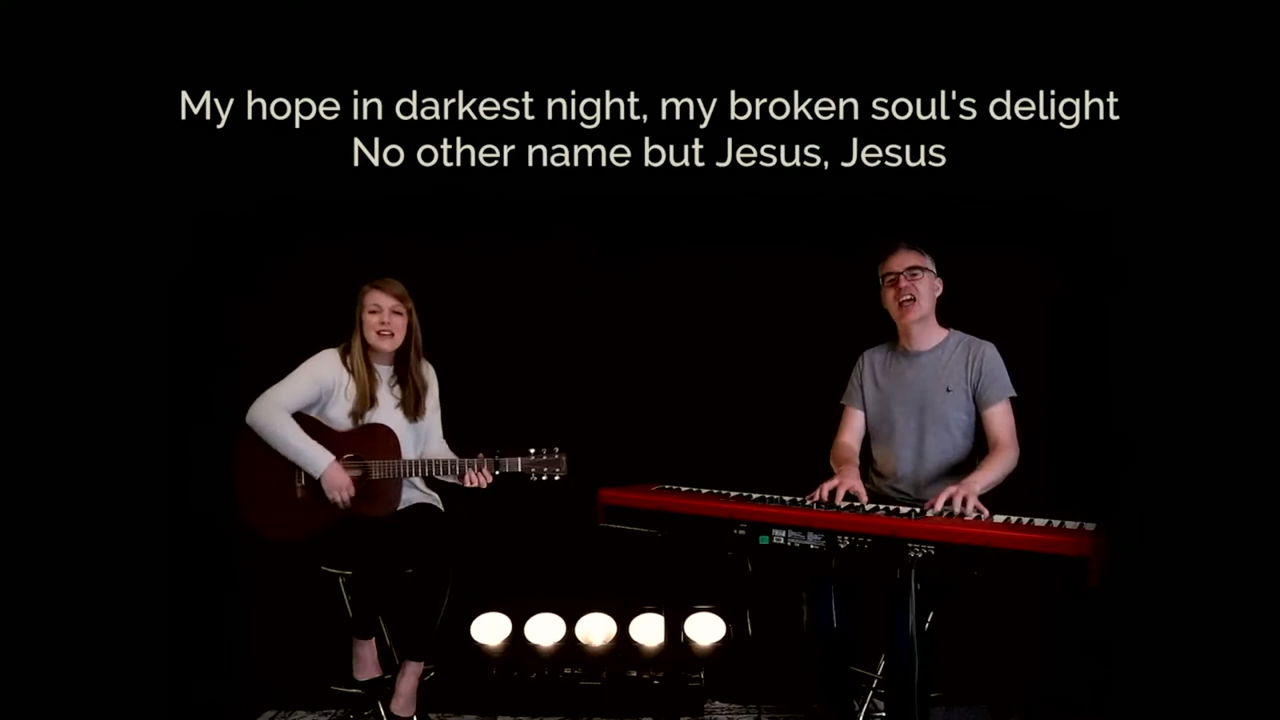 My hope in darkest night, my broken soul's delight
No other name but Jesus, Jesus